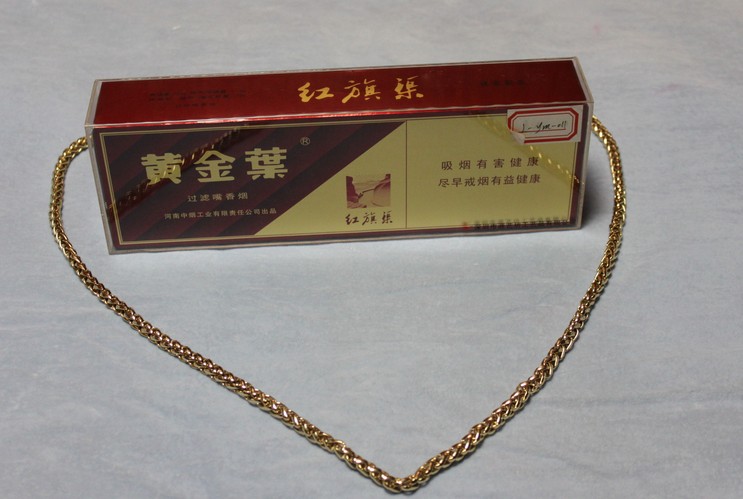 红旗渠
黄金葉®
过滤嘴香烟
河南中烟工业有限责任公司出品
红旗渠
吸烟有害健康
尽早戒烟有益健康